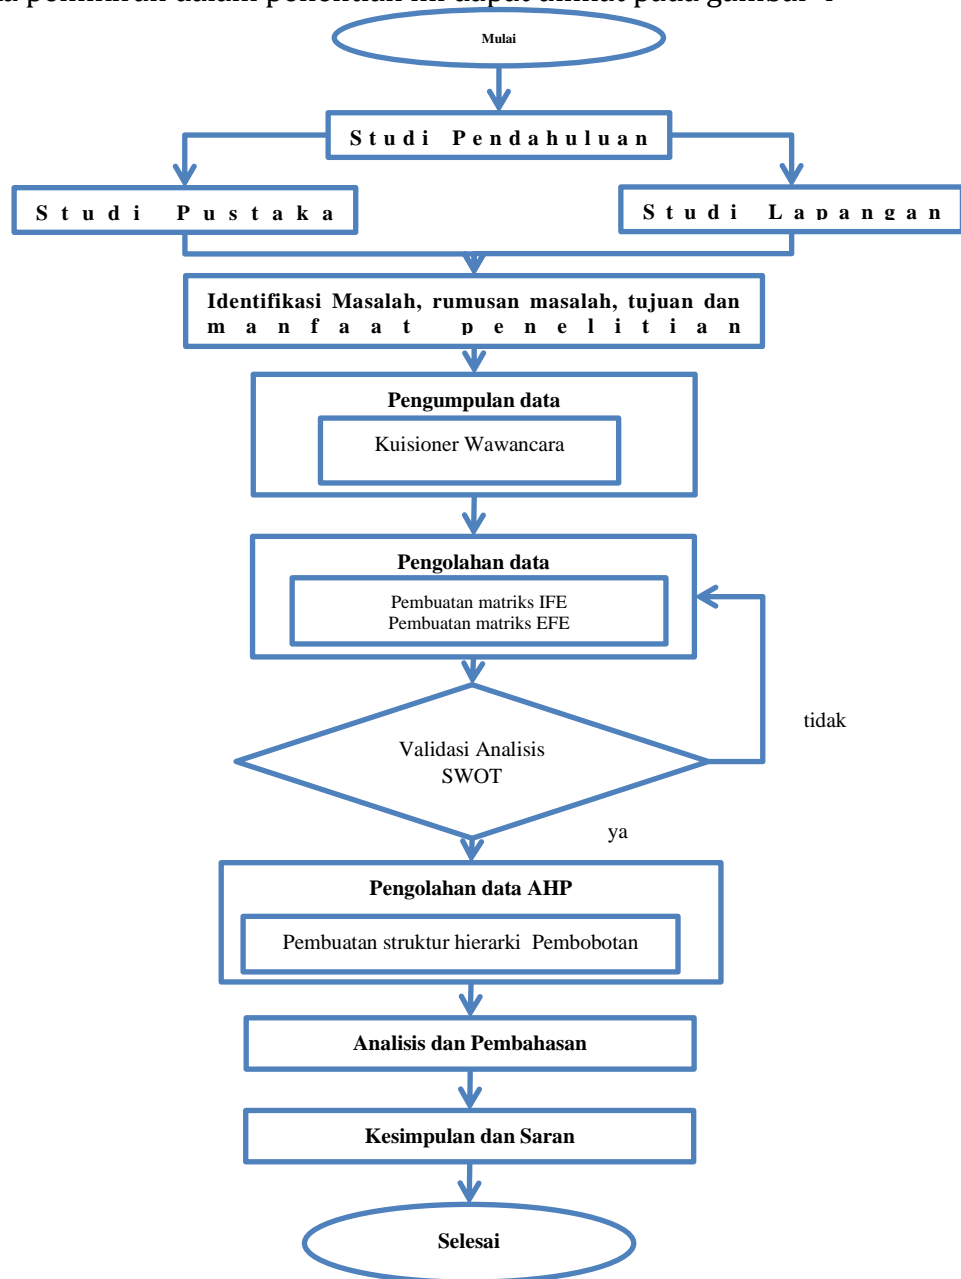 Mulai
Studi Pendahuluan
Studi Pustaka
Studi Lapangan
Identifikasi Masalah, rumusan masalah, tujuan dan
manfaat penelitian
Pengumpulan data
Kuisioner Wawancara
Pengolahan data
Pembuatan matriks IFE
Pembuatan matriks EFE
tidak
Validasi Analisis
SWOT
ya
Pengolahan data AHP
Pembuatan struktur hierarki Pembobotan
Analisis dan Pembahasan
Kesimpulan dan Saran
Selesai